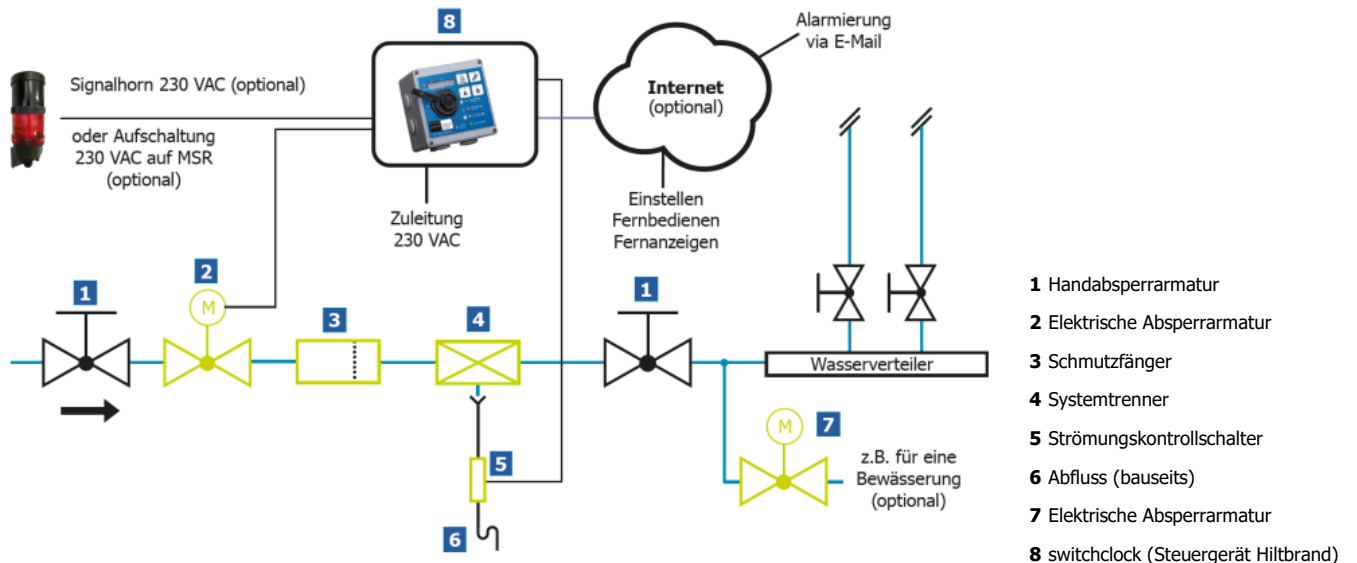 8
Alarmierung
via E-Mail
Signalhorn 230 VAC (optional)
Internet
(optional)
oder Aufschaltung
230 VAC auf MSR
(optional)
Zuleitung
230 VAC
Einstellen
Fernbedienen
Fernanzeigen
1
2
M
3
4
1
Wasserverteiler
M
7
z.B. für eine
Bewässerung
(optional)
5
6
1 Handabsperrarmatur
2 Elektrische Absperrarmatur
3 Schmutzfänger
4 Systemtrenner
5 Strömungskontrollschalter
6 Abfluss (bauseits)
7 Elektrische Absperrarmatur
8 switchclock (Steuergerät Hiltbrand)